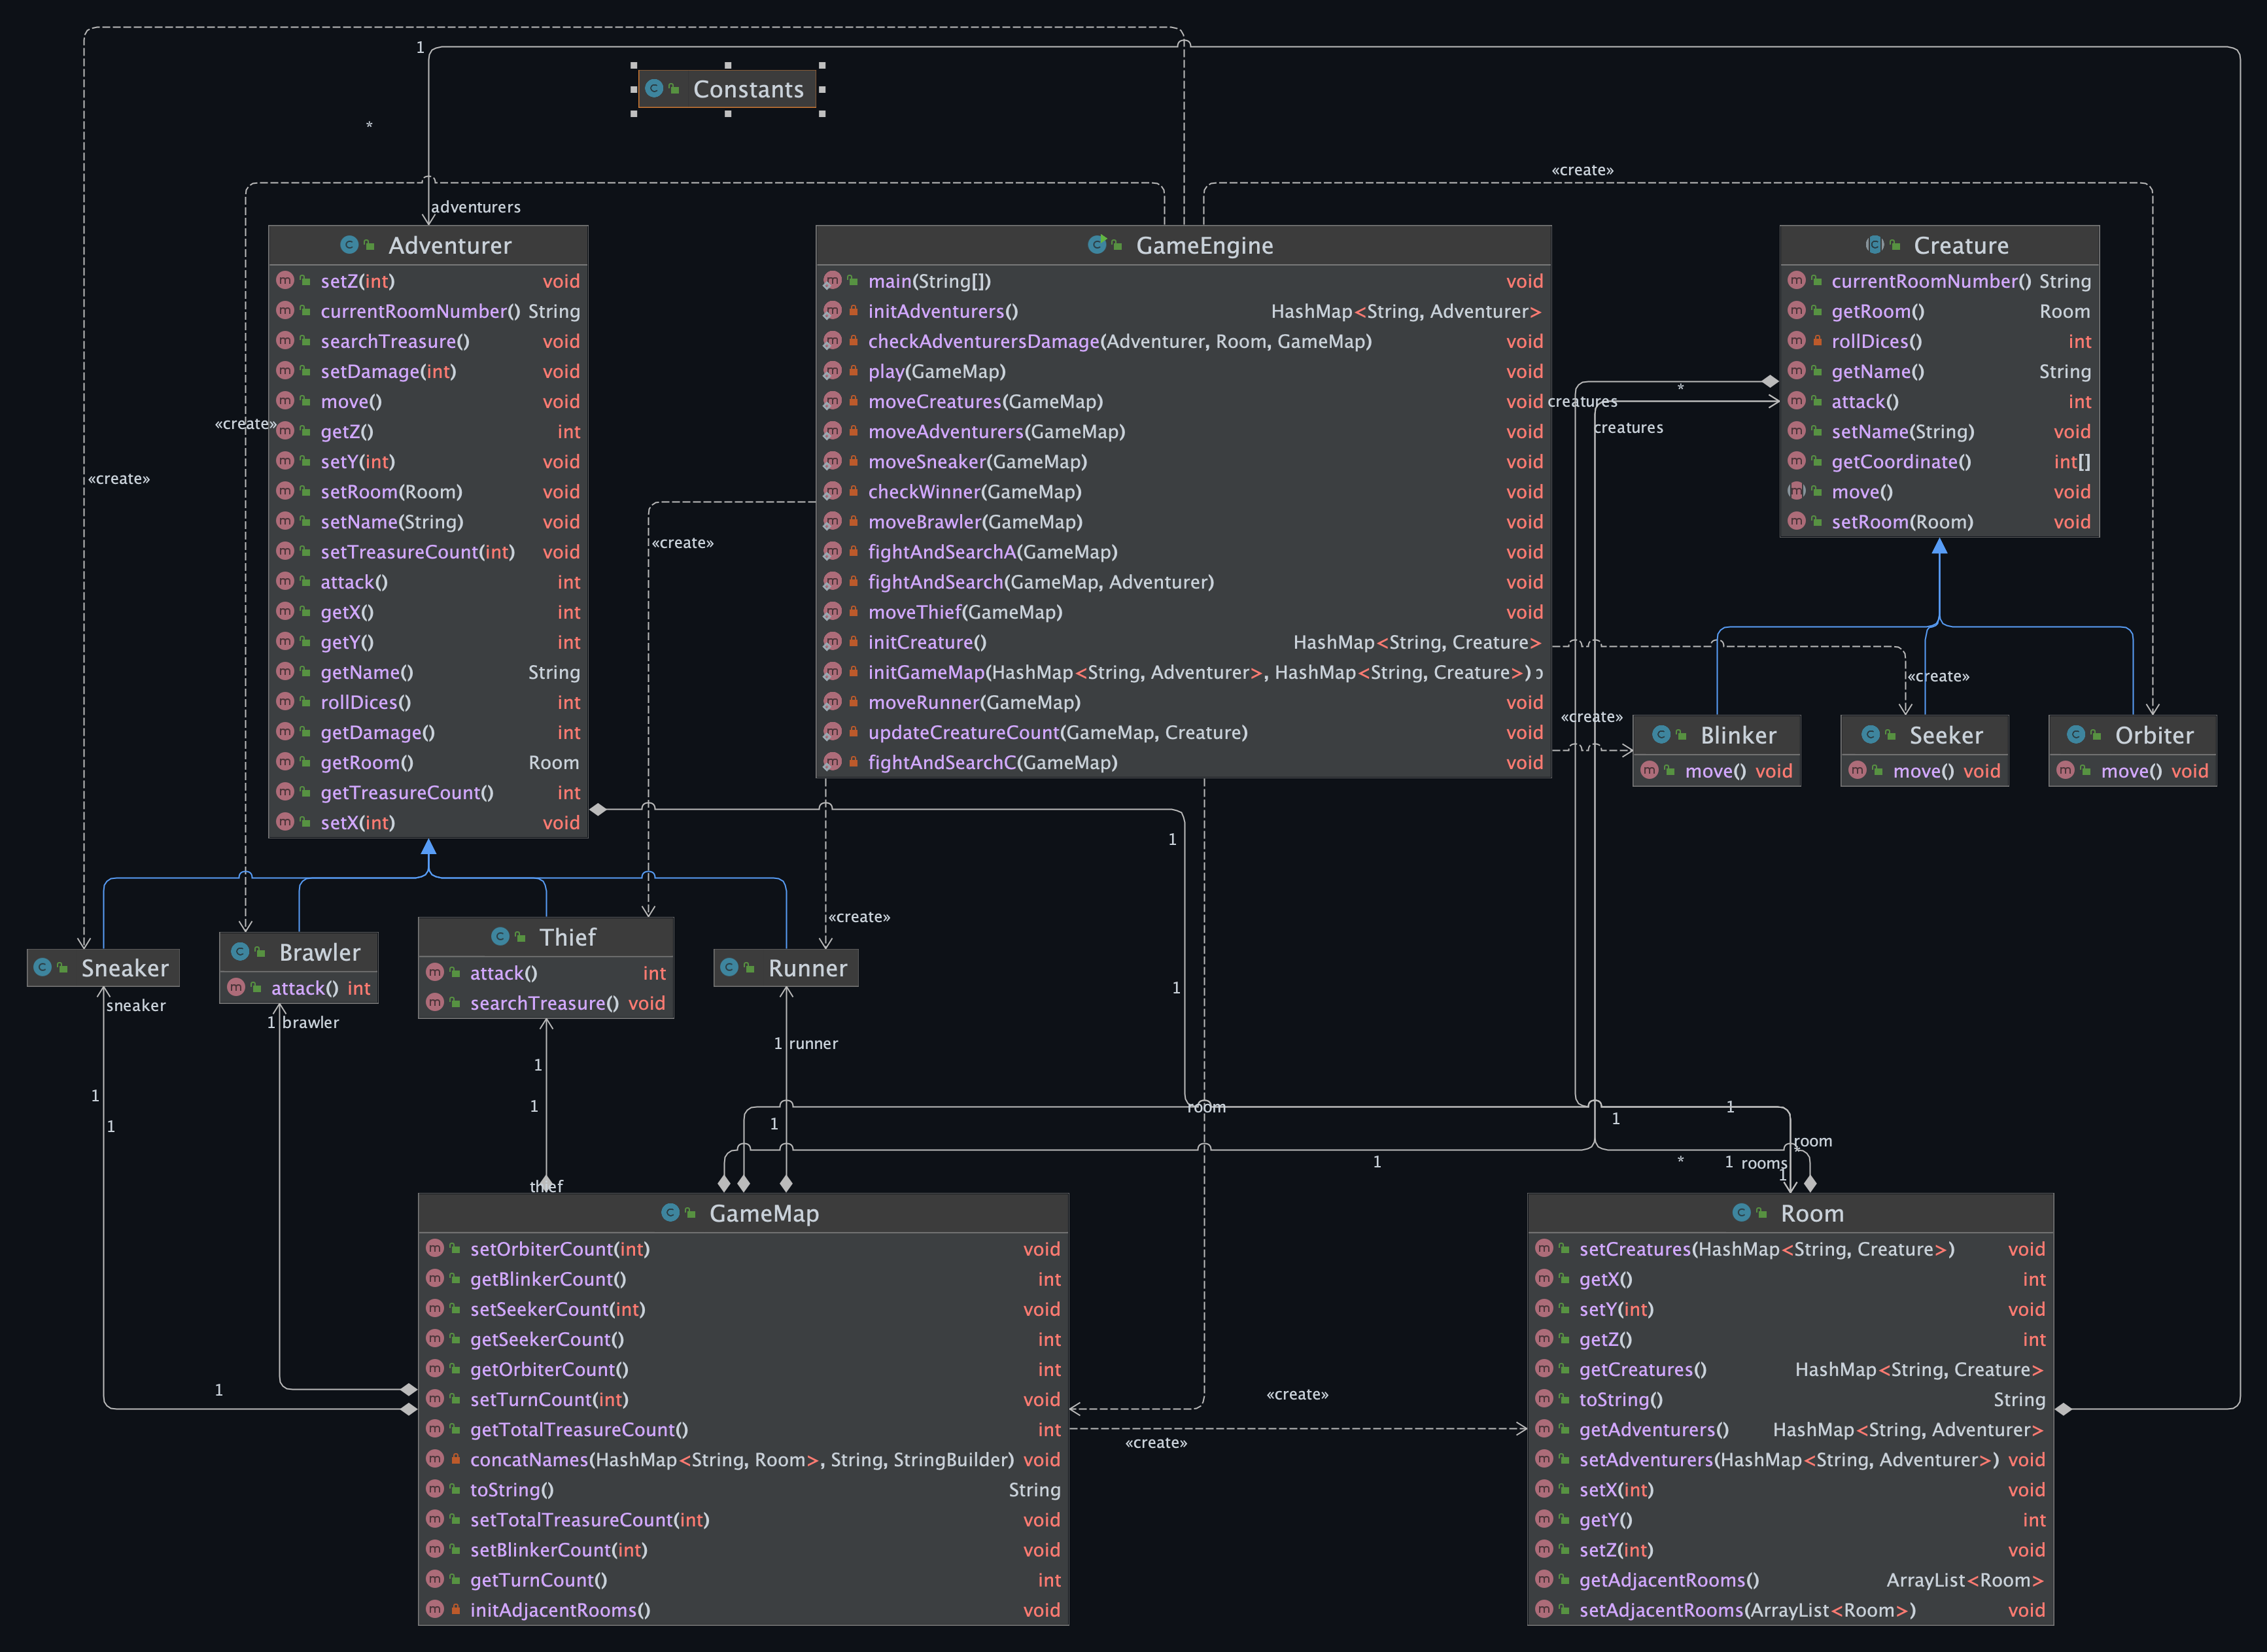 1
Constants
*
«create»
adventurers
Adventurer
setZ(int) void
currentRoomNumber() String
searchTreasure() void
setDamage(int) void
move() void
getZ() int
setY(int) void
setRoom(Room) void
setName(String) void
setTreasureCount(int) void
attack() int
getX() int
getY() int
getName() String
rollDices() int
getDamage() int
getRoom() Room
getTreasureCount() int
setX(int) void
GameEngine
main(String[]) void
initAdventurers() HashMap<String, Adventurer>
checkAdventurersDamage(Adventurer, Room, GameMap) void
play(GameMap) void
moveCreatures(GameMap) void
moveAdventurers(GameMap) void
moveSneaker(GameMap) void
checkWinner(GameMap) void
moveBrawler(GameMap) void
fightAndSearchA(GameMap) void
fightAndSearch(GameMap, Adventurer) void
moveThief(GameMap) void
initCreature() HashMap<String, Creature>
initGameMap(HashMap<String, Adventurer>, HashMap<String, Creature>)
moveRunner(GameMap) void
updateCreatureCount(GameMap, Creature) void
fightAndSearchC(GameMap) void
Creature
currentRoomNumber() String
getRoom() Room
rollDices() int
getName() String
attack() int
setName(String) void
getCoordinate() int[]
move() void
setRoom(Room) void
*
creatures
creatures
«create»
«create»
«create»
«create»
«create»
Blinker
move() void
Seeker
move() void
Orbiter
move() void
1
«create»
Sneaker
Brawler
attack() int
Thief
attack() int
searchTreasure() void
Runner
sneaker
1 brawler
1 runner
1
1
1
1
1
1
1
room
1
1
room
1
*
1 rooms
*
1
thief
1
GameMap
setOrbiterCount(int) void
getBlinkerCount() int
setSeekerCount(int) void
getSeekerCount() int
getOrbiterCount() int
setTurnCount(int) void
getTotalTreasureCount() int
concatNames(HashMap<String, Room>, String, StringBuilder) void
toString() String
setTotalTreasureCount(int) void
setBlinkerCount(int) void
getTurnCount() int
initAdjacentRooms() void
«create»
«create»
Room
setCreatures(HashMap<String, Creature>) void
getX() int
setY(int) void
getZ() int
getCreatures() HashMap<String, Creature>
toString() String
getAdventurers() HashMap<String, Adventurer>
setAdventurers(HashMap<String, Adventurer>) void
setX(int) void
getY() int
setZ(int) void
getAdjacentRooms() ArrayList<Room>
setAdjacentRooms(ArrayList<Room>) void